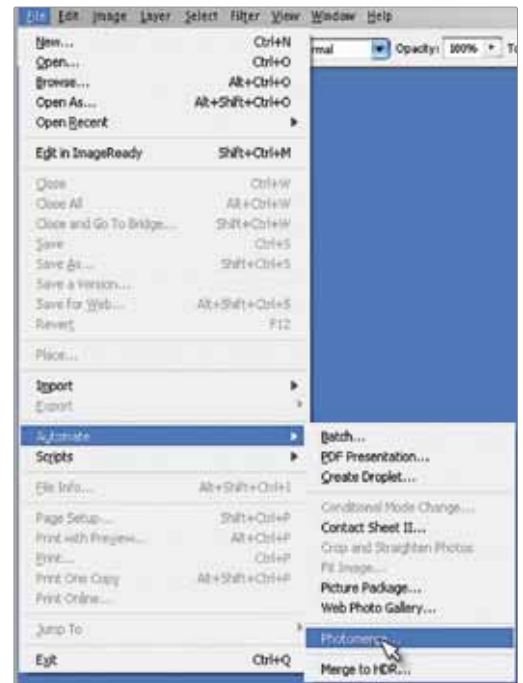 File Edit Image Layer Select Filter View Window Help
rmal Opacity: 100% To
New... Ctrl+N
Open... Ctrl+O
Browse... Alt+Ctrl+O
Open As... Alt+Shift+Ctrl+O
Open Recent
Edit in ImageReady Shift+Ctrl+M
Close Ctrl+W
Close All Alt+Ctrl+W
Close and Go To Bridge... Shift+Ctrl+W
Save Ctrl+S
Save As... Shift+Ctrl+S
Save a Version...
Save for Web... Alt+Shift+Ctrl+S
Revert F12
Place...
Import
Export
Automate
Scripts
File Info... Alt+Shift+Ctrl+I
Page Setup... Shift+Ctrl+P
Print with Preview... Alt+Ctrl+P
Print... Ctrl+P
Print One Copy Alt+Shift+Ctrl+P
Print Online...
Jump To
Exit Ctrl+Q
Batch...
PDF Presentation...
Create Droplet...
Conditional Mode Change...
Contact Sheet II...
Crop and Straighten Photos
Fit Image...
Picture Package...
Web Photo Gallery...
Photomerge...
Merge to HDR...